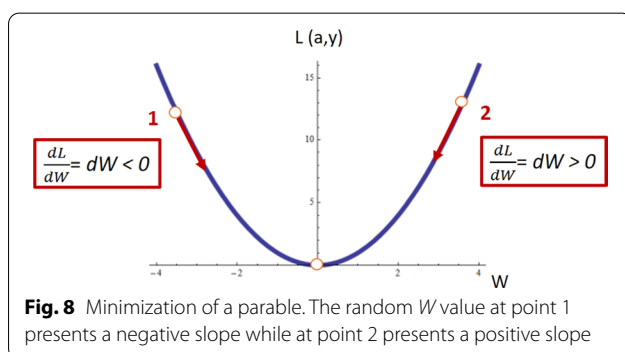 L (a,y)
15
1
2
10
dL/dW = dW < 0
dL/dW = dW > 0
5
-4
-2
2
4
W
Fig. 8 Minimization of a parable. The random W value at point 1
presents a negative slope while at point 2 presents a positive slope